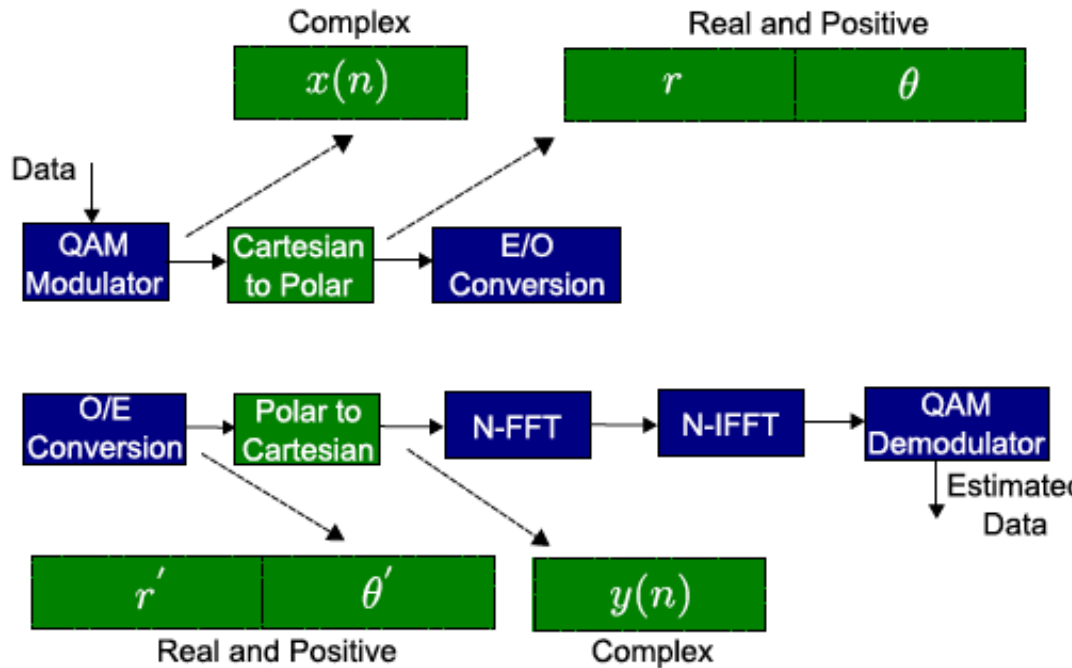 Complex
Real and Positive
x(n)
r
θ
Data
QAM
Modulator
Cartesian
to Polar
E/O
Conversion
O/E
Conversion
Polar to
Cartesian
N-FFT
N-IFFT
QAM
Demodulator
Estimated
Data
r′
θ′
y(n)
Real and Positive
Complex